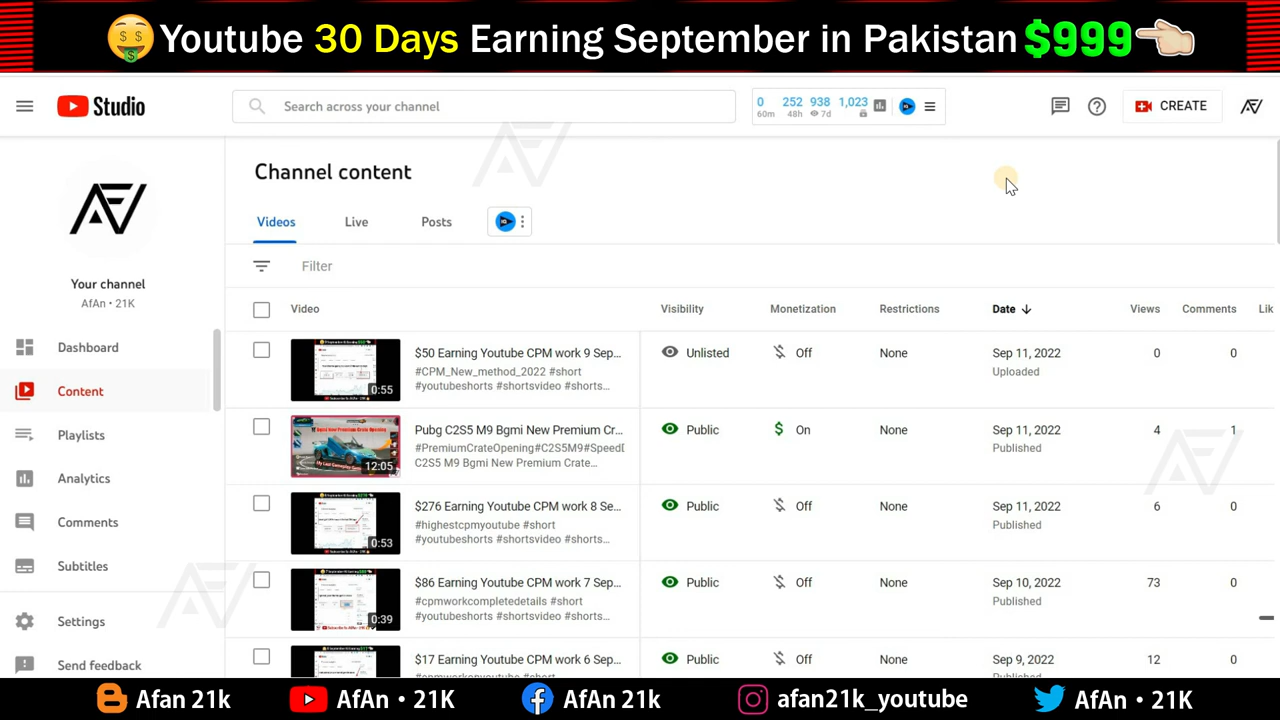 Youtube 30 Days Earning September in Pakistan $999
Studio
Search across your channel
0 252 938 1,023
60m 48h 7d
CREATE
Channel content
Videos Live Posts
Filter
Your channel
AfAn • 21K
Dashboard
Content
Playlists
Analytics
Comments
Subtitles
Settings
Send feedback
Video Visibility Monetization Restrictions Date Views Comments Lik
$50 Earning Youtube CPM work 9 Sep... Unlisted Off None Sep 11, 2022 0 0
#CPM_New_method_2022 #short Uploaded
#youtubeshorts #shortsvideo #shorts...
0:55
Pubg C2S5 M9 Bgmi New Premium Cr... Public On None Sep 11, 2022 4 1
#PremiumCrateOpening#C2S5M9#Speed Published
C2S5 M9 Bgmi New Premium Crate...
12:05
$276 Earning Youtube CPM work 8 Se... Public Off None Sep 11, 2022 6 0
#highestcpmyoutube #short Published
#youtubeshorts #shortsvideo #shorts...
0:53
$86 Earning Youtube CPM work 7 Sep... Public Off None Sep 10, 2022 73 0
#cpmworkcompletedetails #short Published
#youtubeshorts #shortsvideo #shorts...
0:39
$17 Earning Youtube CPM work 6 Sep... Public Off None Sep 9, 2022 12 0
Afan 21k AfAn • 21K AfAn 21k afan21k_youtube AfAn • 21K